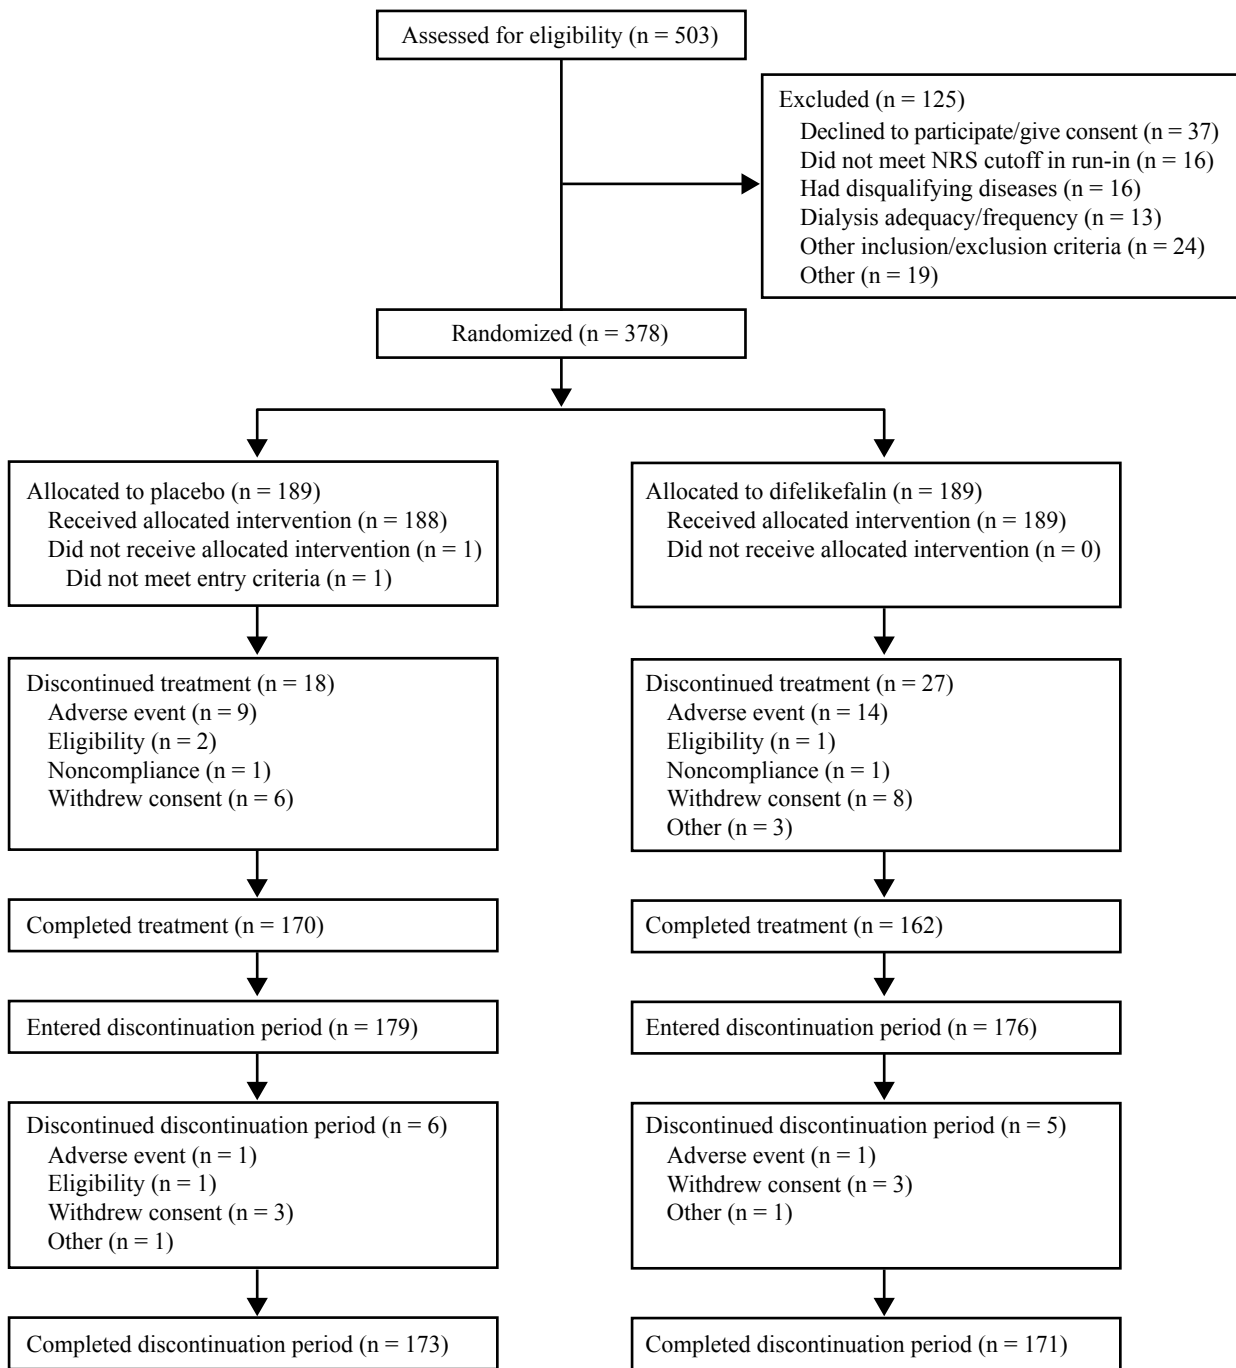 Assessed for eligibility (n = 503)
Excluded (n = 125)
Declined to participate/give consent (n = 37)
Did not meet NRS cutoff in run-in (n = 16)
Had disqualifying diseases (n = 16)
Dialysis adequacy/frequency (n = 13)
Other inclusion/exclusion criteria (n = 24)
Other (n = 19)
Randomized (n = 378)
Allocated to placebo (n = 189)
Received allocated intervention (n = 188)
Did not receive allocated intervention (n = 1)
Did not meet entry criteria (n = 1)
Allocated to difelikefalin (n = 189)
Received allocated intervention (n = 189)
Did not receive allocated intervention (n = 0)
Discontinued treatment (n = 18)
Adverse event (n = 9)
Eligibility (n = 2)
Noncompliance (n = 1)
Withdrew consent (n = 6)
Discontinued treatment (n = 27)
Adverse event (n = 14)
Eligibility (n = 1)
Noncompliance (n = 1)
Withdrew consent (n = 8)
Other (n = 3)
Completed treatment (n = 170)
Completed treatment (n = 162)
Entered discontinuation period (n = 179)
Entered discontinuation period (n = 176)
Discontinued discontinuation period (n = 6)
Adverse event (n = 1)
Eligibility (n = 1)
Withdrew consent (n = 3)
Other (n = 1)
Discontinued discontinuation period (n = 5)
Adverse event (n = 1)
Withdrew consent (n = 3)
Other (n = 1)
Completed discontinuation period (n = 173)
Completed discontinuation period (n = 171)